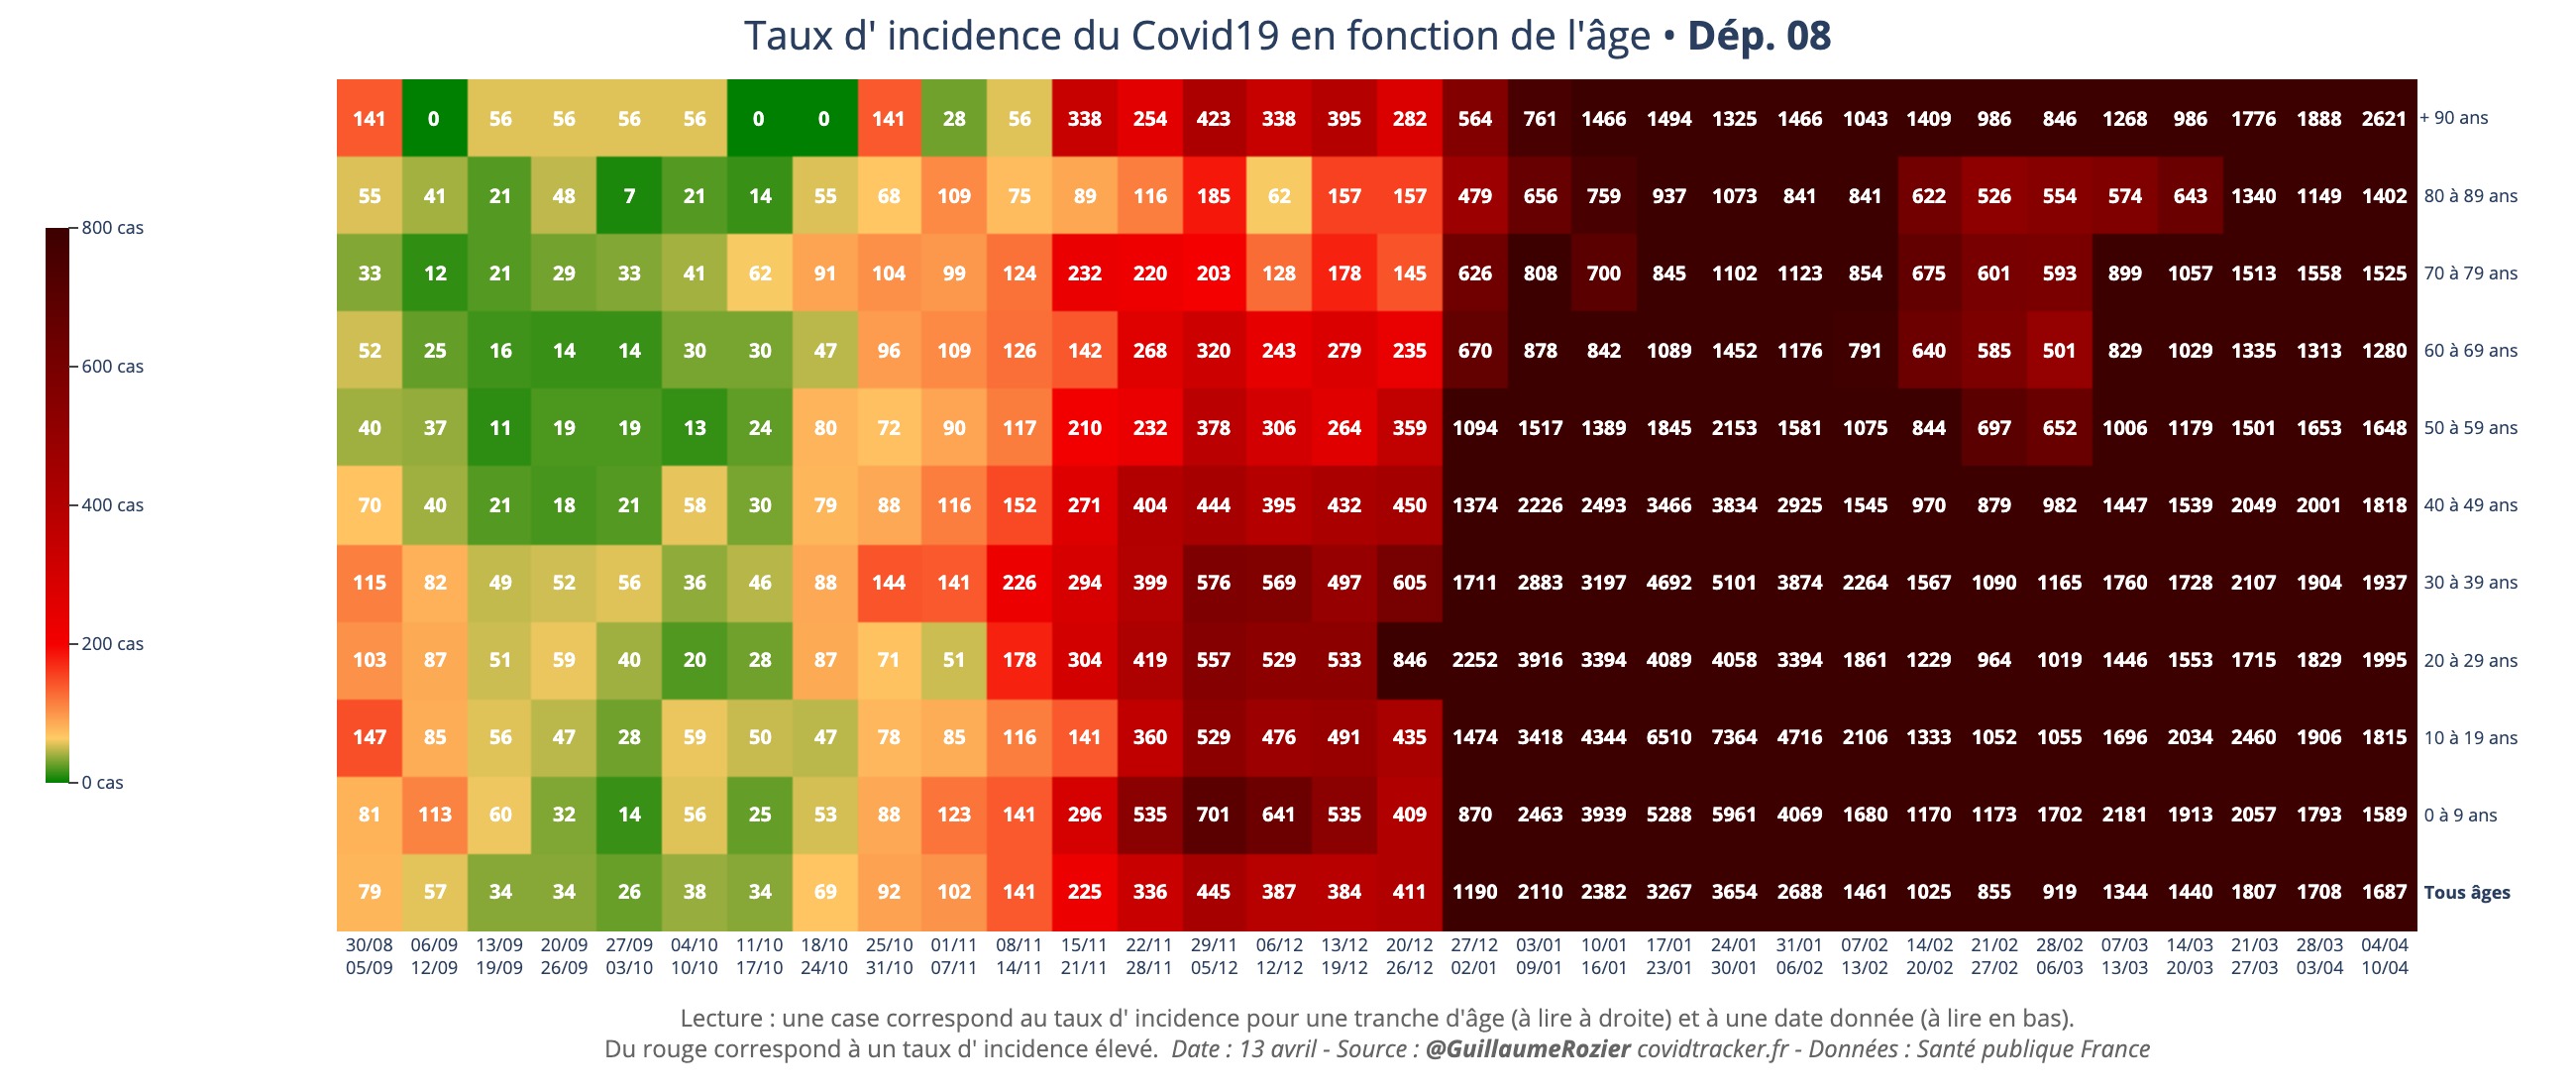 Taux d' incidence du Covid19 en fonction de l'âge • Dép. 08
800 cas
600 cas
400 cas
200 cas
0 cas
141 0 56 56 56 56 0 0 141 28 56 338 254 423 338 395 282 564 761 1466 1494 1325 1466 1043 1409 986 846 1268 986 1776 1888 2621 + 90 ans
55 41 21 48 7 21 14 55 68 109 75 89 116 185 62 157 157 479 656 759 937 1073 841 841 622 526 554 574 643 1340 1149 1402 80 à 89 ans
33 12 21 29 33 41 62 91 104 99 124 232 220 203 128 178 145 626 808 700 845 1102 1123 854 675 601 593 899 1057 1513 1558 1525 70 à 79 ans
52 25 16 14 14 30 30 47 96 109 126 142 268 320 243 279 235 670 878 842 1089 1452 1176 791 640 585 501 829 1029 1335 1313 1280 60 à 69 ans
40 37 11 19 19 13 24 80 72 90 117 210 232 378 306 264 359 1094 1517 1389 1845 2153 1581 1075 844 697 652 1006 1179 1501 1653 1648 50 à 59 ans
70 40 21 18 21 58 30 79 88 116 152 271 404 444 395 432 450 1374 2226 2493 3466 3834 2925 1545 970 879 982 1447 1539 2049 2001 1818 40 à 49 ans
115 82 49 52 56 36 46 88 144 141 226 294 399 576 569 497 605 1711 2883 3197 4692 5101 3874 2264 1567 1090 1165 1760 1728 2107 1904 1937 30 à 39 ans
103 87 51 59 40 20 28 87 71 51 178 304 419 557 529 533 846 2252 3916 3394 4089 4058 3394 1861 1229 964 1019 1446 1553 1715 1829 1995 20 à 29 ans
147 85 56 47 28 59 50 47 78 85 116 141 360 529 476 491 435 1474 3418 4344 6510 7364 4716 2106 1333 1052 1055 1696 2034 2460 1906 1815 10 à 19 ans
81 113 60 32 14 56 25 53 88 123 141 296 535 701 641 535 409 870 2463 3939 5288 5961 4069 1680 1170 1173 1702 2181 1913 2057 1793 1589 0 à 9 ans
79 57 34 34 26 38 34 69 92 102 141 225 336 445 387 384 411 1190 2110 2382 3267 3654 2688 1461 1025 855 919 1344 1440 1807 1708 1687 Tous âges
30/08 06/09 13/09 20/09 27/09 04/10 11/10 18/10 25/10 01/11 08/11 15/11 22/11 29/11 06/12 13/12 20/12 27/12 03/01 10/01 17/01 24/01 31/01 07/02 14/02 21/02 28/02 07/03 14/03 21/03 28/03 04/04
05/09 12/09 19/09 26/09 03/10 10/10 17/10 24/10 31/10 07/11 14/11 21/11 28/11 05/12 12/12 19/12 26/12 02/01 09/01 16/01 23/01 30/01 06/02 13/02 20/02 27/02 06/03 13/03 20/03 27/03 03/04 10/04
Lecture : une case correspond au taux d' incidence pour une tranche d'âge (à lire à droite) et à une date donnée (à lire en bas).
Du rouge correspond à un taux d' incidence élevé. Date : 13 avril - Source : @GuillaumeRozier covidtracker.fr - Données : Santé publique France